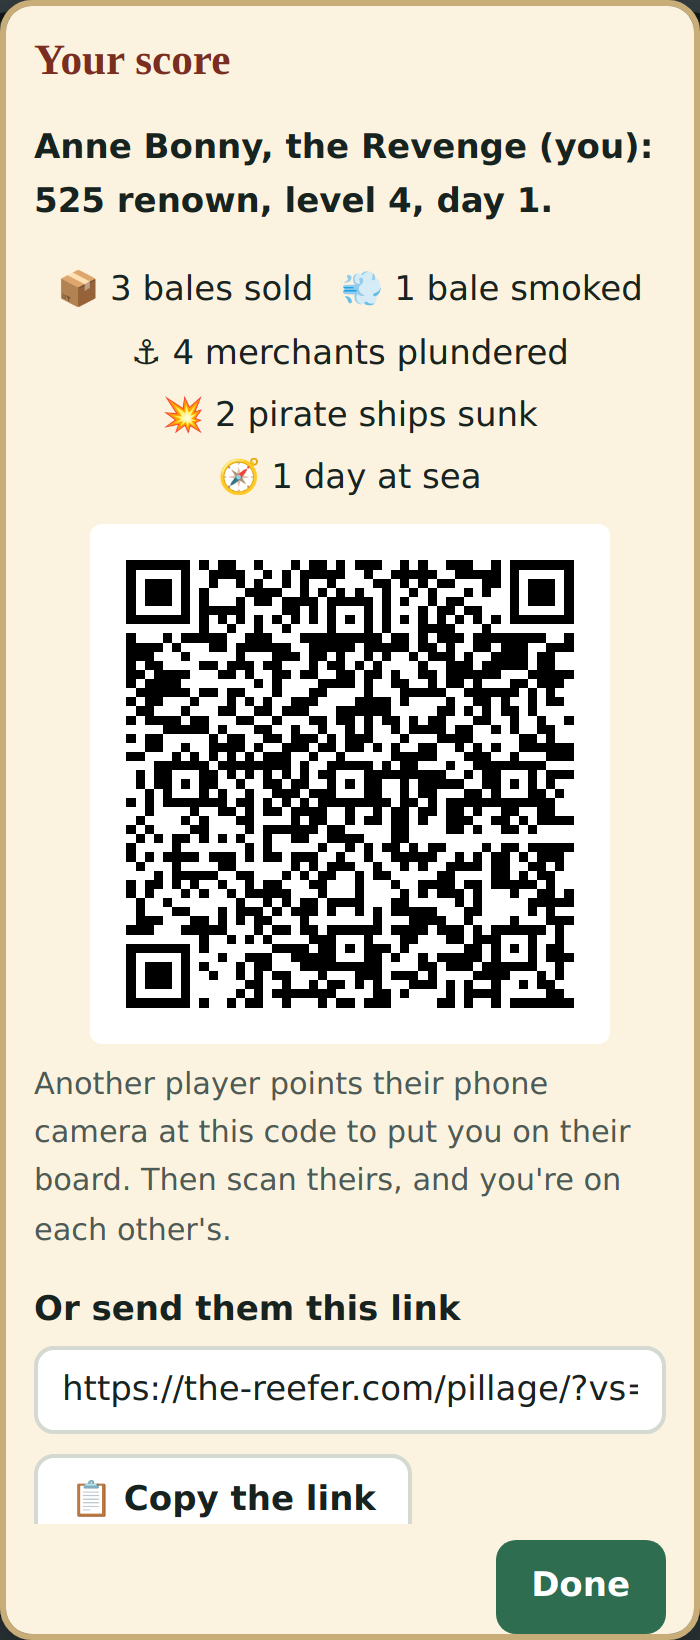 Your score
Anne Bonny, the Revenge (you):
525 renown, level 4, day 1.
3 bales sold 1 bale smoked
4 merchants plundered
2 pirate ships sunk
1 day at sea
Another player points their phone
camera at this code to put you on their
board. Then scan theirs, and you're on
each other's.
Or send them this link
https://the-reefer.com/pillage/?vs=
Copy the link
Done